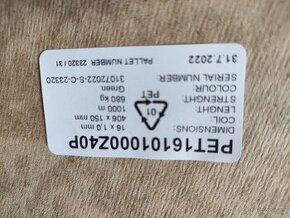 PET16101000Z40P
DIMENSIONS: 16 x 1.0 mm
COIL: 406 x 150 mm
LENGHT: 1000 m
STRENGHT: 680 kg
COLOUR: Green
SERIAL NUMBER: 31072022-S-C-23320
31.7.2022 PALLET NUMBER 23320 / 31
01
PET